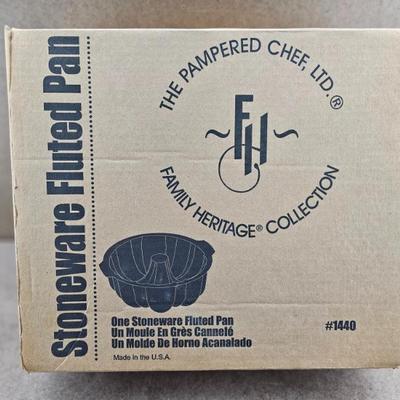 Stoneware Fluted Pan
THE PAMPERED CHEF, LTD.®
FH
FAMILY HERITAGE® COLLECTION
One Stoneware Fluted Pan
Un Moule En Grès Cannelé
Un Molde De Horno Acanalado
Made in the U.S.A.
#1440